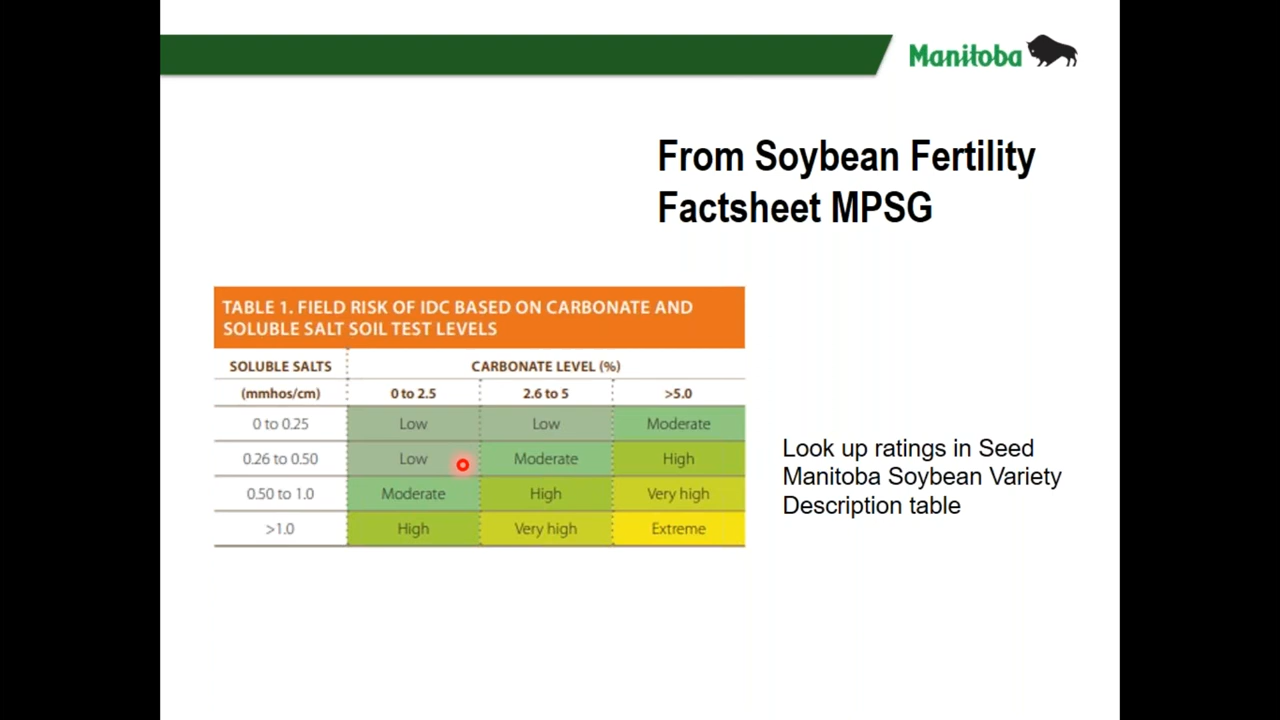 Manitoba
From Soybean Fertility
Factsheet MPSG
TABLE 1. FIELD RISK OF IDC BASED ON CARBONATE AND
SOLUBLE SALT SOIL TEST LEVELS
SOLUBLE SALTS CARBONATE LEVEL (%)
(mmhos/cm) 0 to 2.5 2.6 to 5 >5.0
0 to 0.25 Low Low Moderate
0.26 to 0.50 Low Moderate High
0.50 to 1.0 Moderate High Very high
>1.0 High Very high Extreme
Look up ratings in Seed
Manitoba Soybean Variety
Description table